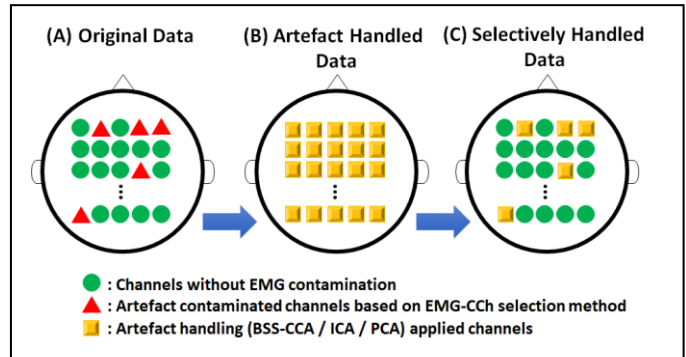 (A) Original Data
(B) Artefact Handled
Data
(C) Selectively Handled
Data
: Channels without EMG contamination
: Artefact contaminated channels based on EMG-CCh selection method
: Artefact handling (BSS-CCA / ICA / PCA) applied channels